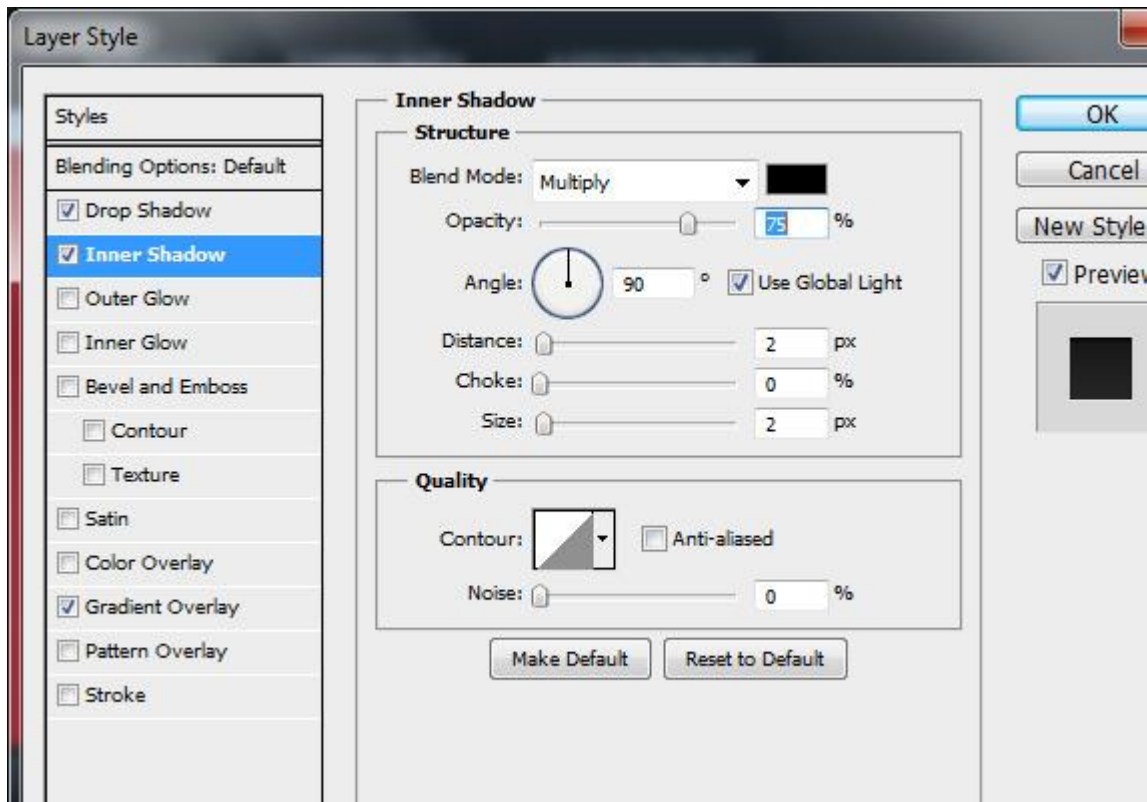 Layer Style
Styles
Blending Options: Default
Drop Shadow
Inner Shadow
Outer Glow
Inner Glow
Bevel and Emboss
Contour
Texture
Satin
Color Overlay
Gradient Overlay
Pattern Overlay
Stroke
Inner Shadow
Structure
Blend Mode: Multiply
Opacity: 75 %
Angle: 90 ° Use Global Light
Distance: 2 px
Choke: 0 %
Size: 2 px
Quality
Contour: Anti-aliased
Noise: 0 %
Make Default Reset to Default
OK
Cancel
New Style
Preview